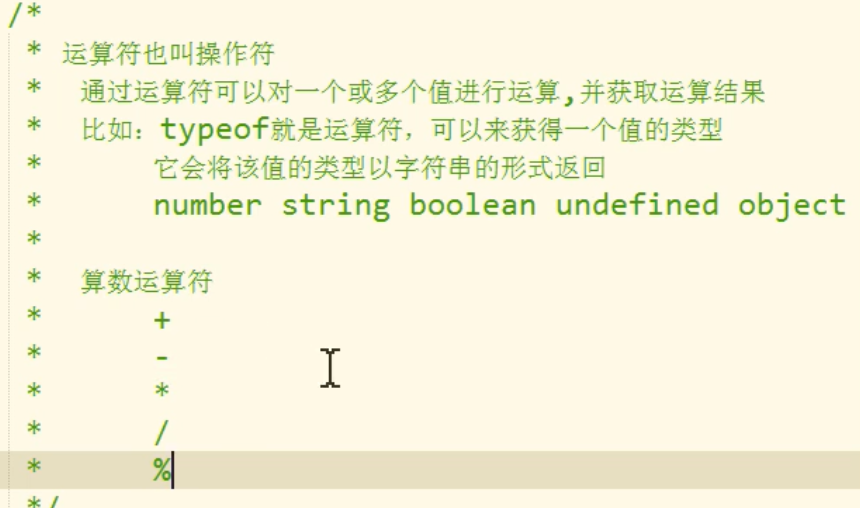 /*
* 运算符也叫操作符
* 通过运算符可以对一个或多个值进行运算,并获取运算结果
* 比如：typeof就是运算符，可以来获得一个值的类型
* 它会将该值的类型以字符串的形式返回
* number string boolean undefined object
*
* 算数运算符
* +
* -
* *
* /
* %
*/